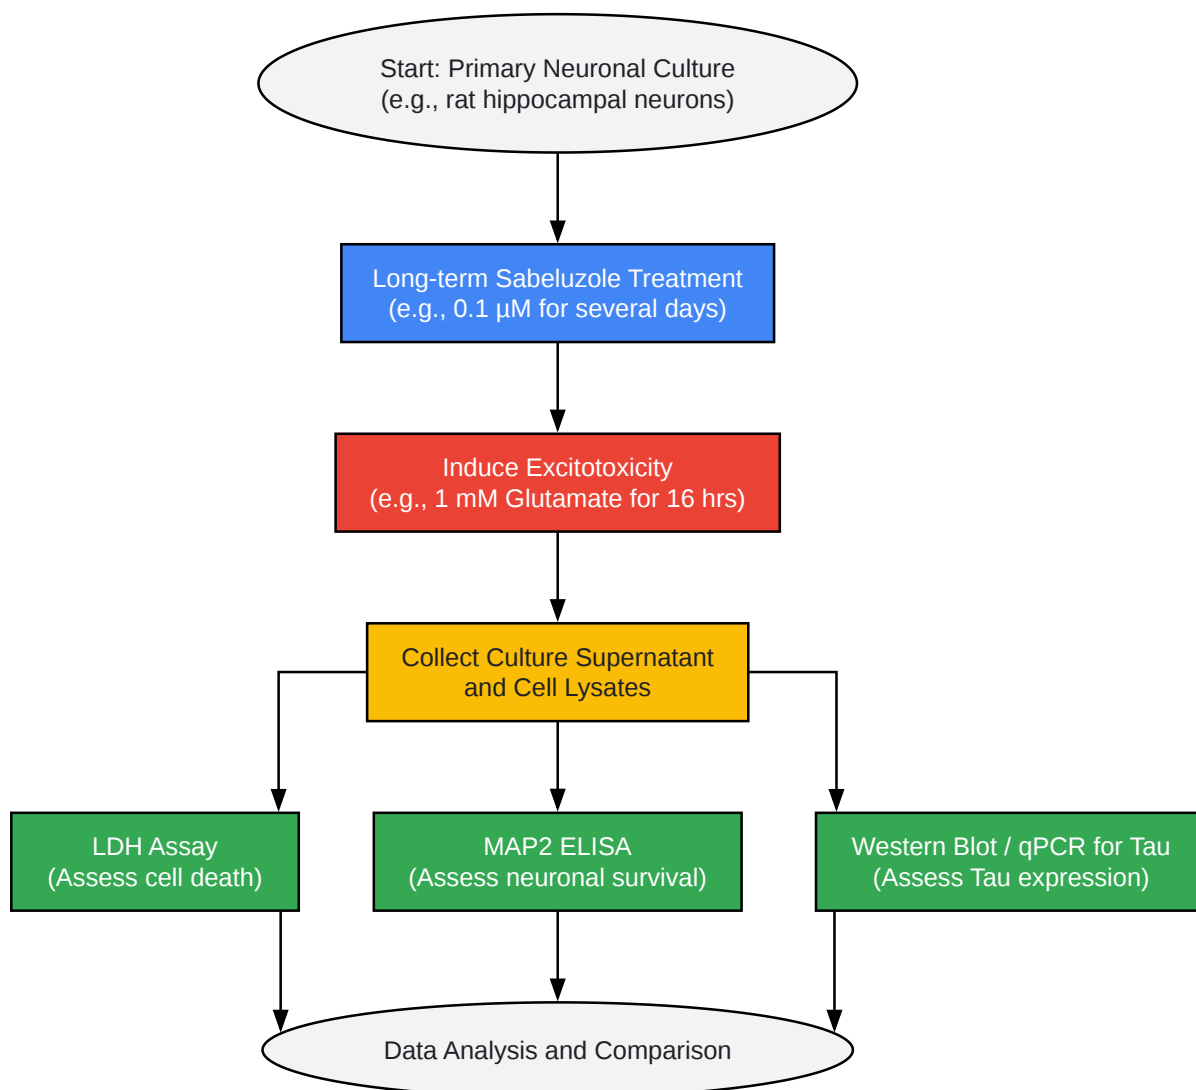 Start: Primary Neuronal Culture
(e.g., rat hippocampal neurons)
Long-term Sabeluzole Treatment
(e.g., 0.1 µM for several days)
Induce Excitotoxicity
(e.g., 1 mM Glutamate for 16 hrs)
Collect Culture Supernatant
and Cell Lysates
LDH Assay
(Assess cell death)
MAP2 ELISA
(Assess neuronal survival)
Western Blot / qPCR for Tau
(Assess Tau expression)
Data Analysis and Comparison